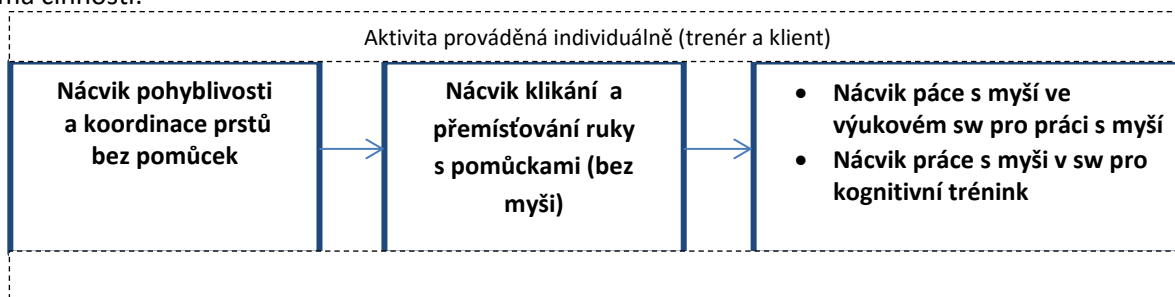 Aktivita prováděná individuálně (trenér a klient)
Nácvik pohyblivosti
a koordinace prstů
bez pomůcek
Nácvik klikání a
přemísťování ruky
s pomůckami (bez
myši)
• Nácvik páce s myší ve
výukovém sw pro práci s myší
• Nácvik práce s myši v sw pro
kognitivní trénink